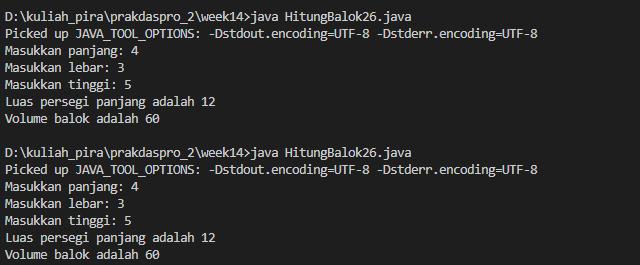 D:\kuliah_pira\prakdaspro_2\week14>java HitungBalok26.java
Picked up JAVA_TOOL_OPTIONS: -Dstdout.encoding=UTF-8 -Dstderr.encoding=UTF-8
Masukkan panjang: 4
Masukkan lebar: 3
Masukkan tinggi: 5
Luas persegi panjang adalah 12
Volume balok adalah 60
D:\kuliah_pira\prakdaspro_2\week14>java HitungBalok26.java
Picked up JAVA_TOOL_OPTIONS: -Dstdout.encoding=UTF-8 -Dstderr.encoding=UTF-8
Masukkan panjang: 4
Masukkan lebar: 3
Masukkan tinggi: 5
Luas persegi panjang adalah 12
Volume balok adalah 60